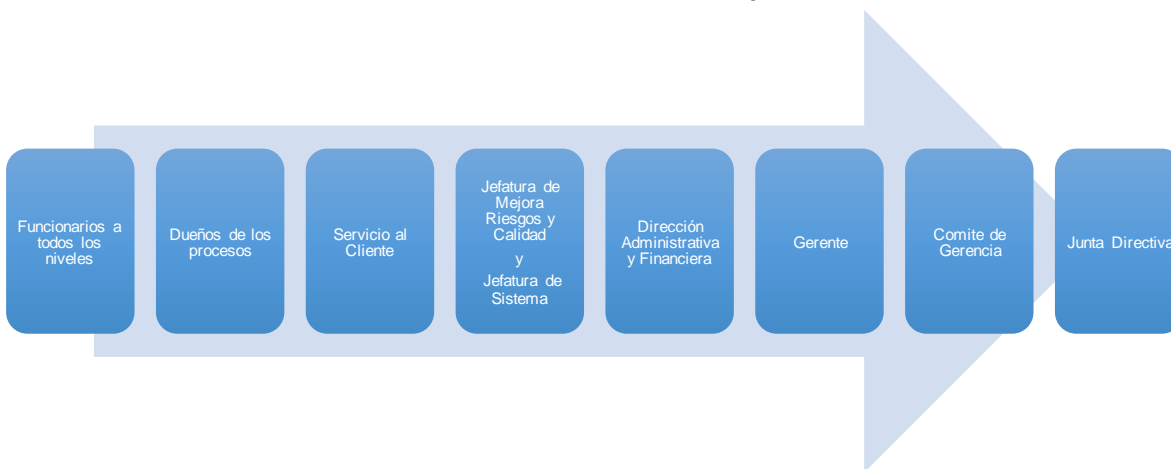 Funcionarios a
todos los
niveles
Dueños de los
procesos
Servicio al
Cliente
Jefatura de
Mejora
Riesgos y
Calidad
y
Jefatura de
Sistema
Dirección
Administrativa
y Financiera
Gerente
Comite de
Gerencia
Junta Directiva